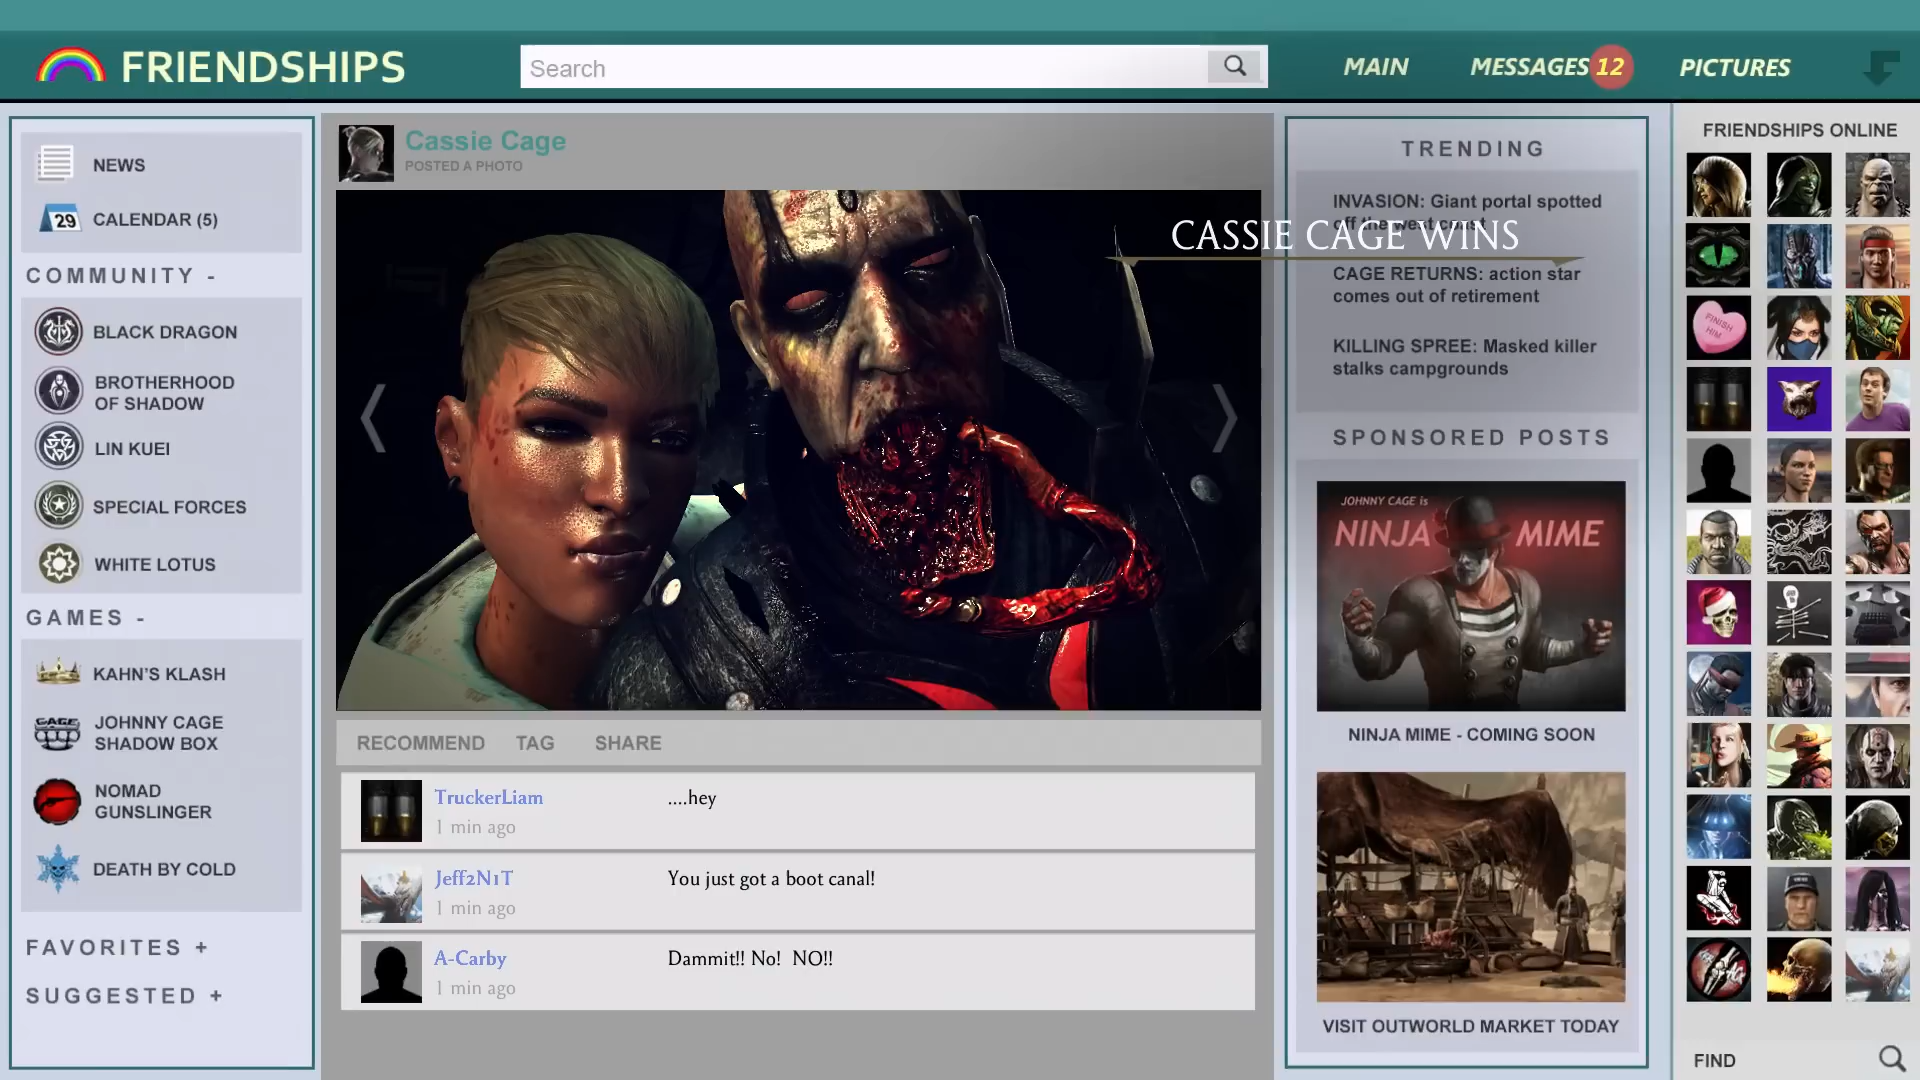 FRIENDSHIPS
Search
MAIN
MESSAGES 12
PICTURES
NEWS
29
CALENDAR (5)
COMMUNITY -
BLACK DRAGON
BROTHERHOOD
OF SHADOW
LIN KUEI
SPECIAL FORCES
WHITE LOTUS
GAMES -
KAHN'S KLASH
CAGE
JOHNNY CAGE
SHADOW BOX
NOMAD
GUNSLINGER
DEATH BY COLD
FAVORITES +
SUGGESTED +
Cassie Cage
POSTED A PHOTO
CASSIE CAGE WINS
RECOMMEND
TAG
SHARE
TruckerLiam
1 min ago
....hey
Jeff2N1T
1 min ago
You just got a boot canal!
A-Carby
1 min ago
Dammit!! No!  NO!!
TRENDING
INVASION: Giant portal spotted
off the west coast
CAGE RETURNS: action star
comes out of retirement
KILLING SPREE: Masked killer
stalks campgrounds
SPONSORED POSTS
JOHNNY CAGE is
NINJA MIME
NINJA MIME - COMING SOON
VISIT OUTWORLD MARKET TODAY
FRIENDSHIPS ONLINE
FINISH
HIM
FIND